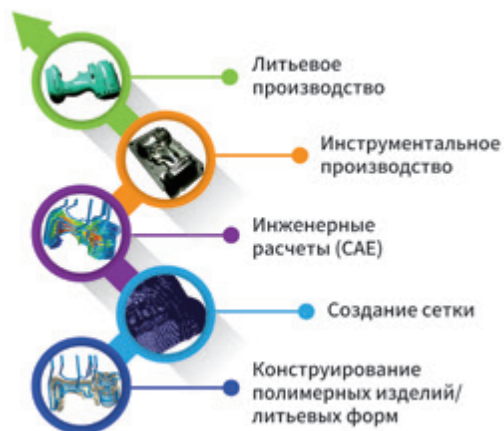 Литьевое
производство
Инструментальное
производство
Инженерные
расчеты (CAE)
Создание сетки
Конструирование
полимерных изделий/
литьевых форм